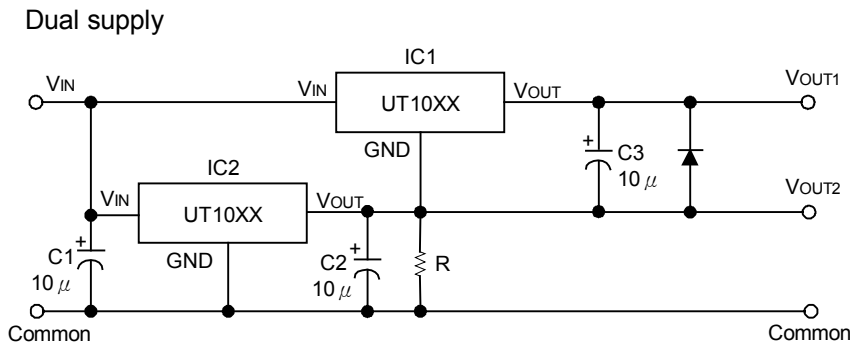 Dual supply
IC1
VIN
VIN
UT10XX
VOUT
VOUT1
GND
+
C3
10 μ
IC2
VIN
UT10XX
VOUT
VOUT2
+
C1
10 μ
GND
+
C2
10 μ
R
Common
Common